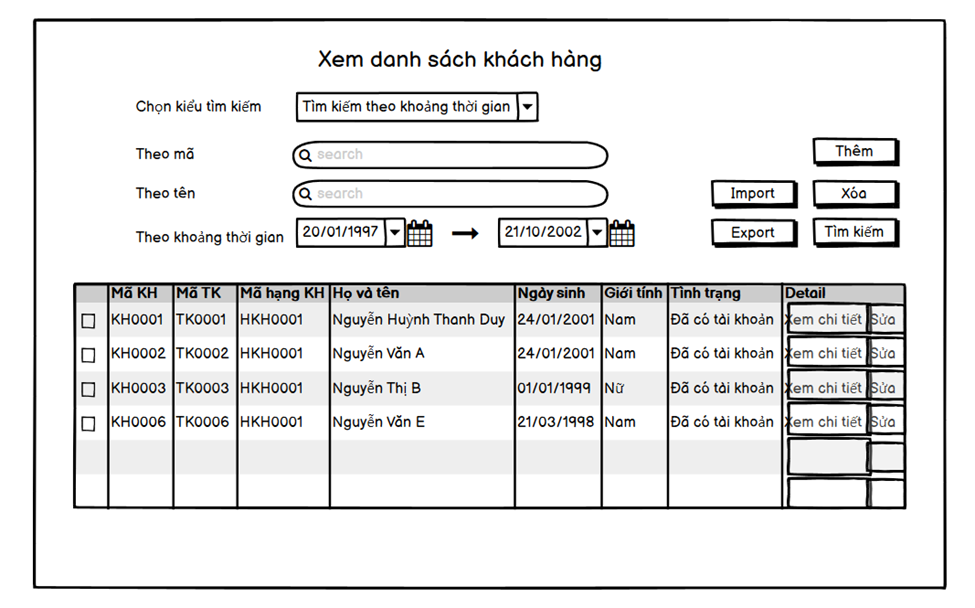 Xem danh sách khách hàng
Chọn kiểu tìm kiếm Tìm kiếm theo khoảng thời gian
Theo mã search Thêm
Theo tên search Import Xóa
Theo khoảng thời gian 20/01/1997 21/10/2002 Export Tìm kiếm
Mã KH Mã TK Mã hạng KH Họ và tên Ngày sinh Giới tính Tình trạng Detail
KH0001 TK0001 HKH0001 Nguyễn Huỳnh Thanh Duy 24/01/2001 Nam Đã có tài khoản Xem chi tiết Sửa
KH0002 TK0002 HKH0001 Nguyễn Văn A 24/01/2001 Nam Đã có tài khoản Xem chi tiết Sửa
KH0003 TK0003 HKH0001 Nguyễn Thị B 01/01/1999 Nữ Đã có tài khoản Xem chi tiết Sửa
KH0006 TK0006 HKH0001 Nguyễn Văn E 21/03/1998 Nam Đã có tài khoản Xem chi tiết Sửa